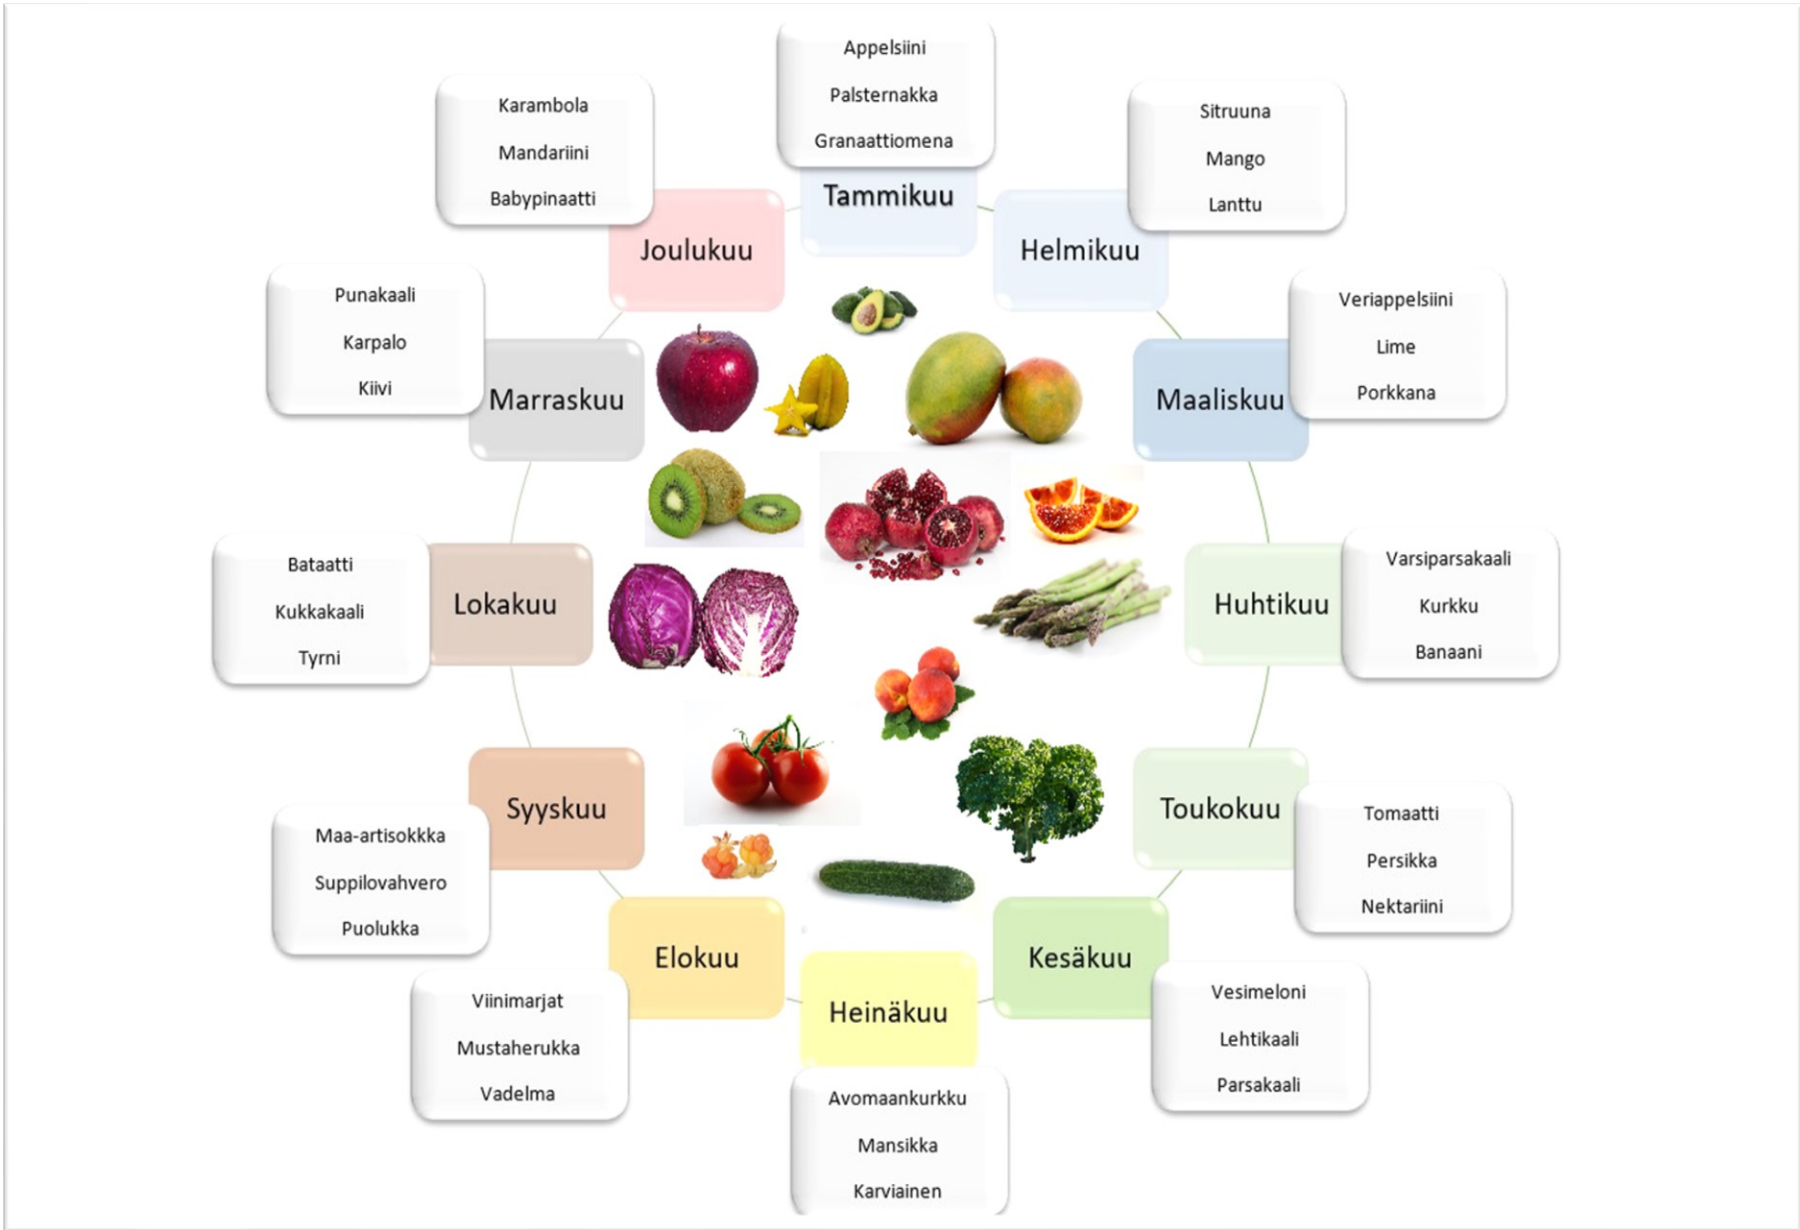 Appelsiini
Palsternakka
Granaattiomena
Tammikuu
Sitruuna
Mango
Lanttu
Helmikuu
Veriappelsiini
Lime
Porkkana
Maaliskuu
Varsiparsakaali
Kurkku
Banaani
Huhtikuu
Tomaatti
Persikka
Nektariini
Toukokuu
Vesimeloni
Lehtikaali
Parsakaali
Kesäkuu
Heinäkuu
Avomaankurkku
Mansikka
Karviainen
Elokuu
Viinimarjat
Mustaherukka
Vadelma
Syyskuu
Maa-artisokkka
Suppilovahvero
Puolukka
Lokakuu
Bataatti
Kukkakaali
Tyrni
Marraskuu
Punakaali
Karpalo
Kiivi
Joulukuu
Karambola
Mandariini
Babypinaatti